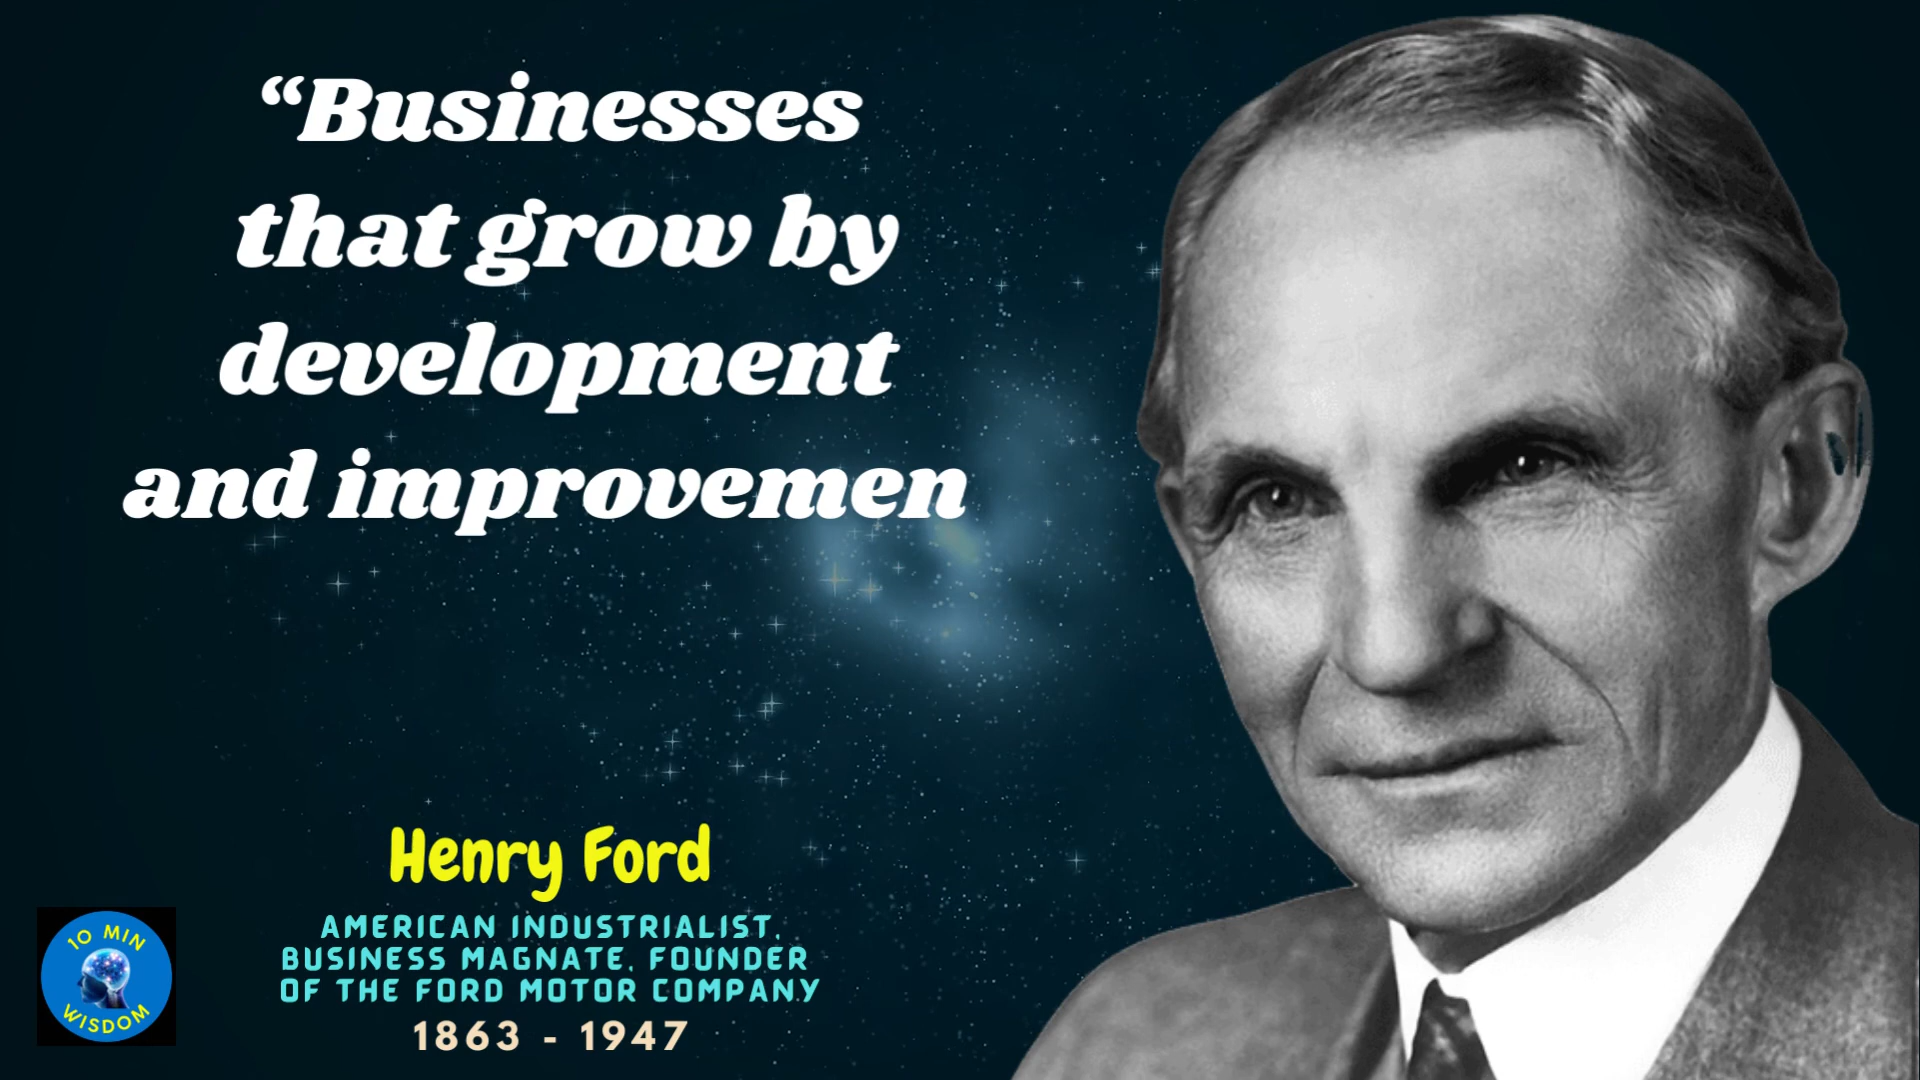 “Businesses
that grow by
development
and improvemen
Henry Ford
AMERICAN INDUSTRIALIST,
BUSINESS MAGNATE, FOUNDER
OF THE FORD MOTOR COMPANY
1863 - 1947
10 MIN
WISDOM